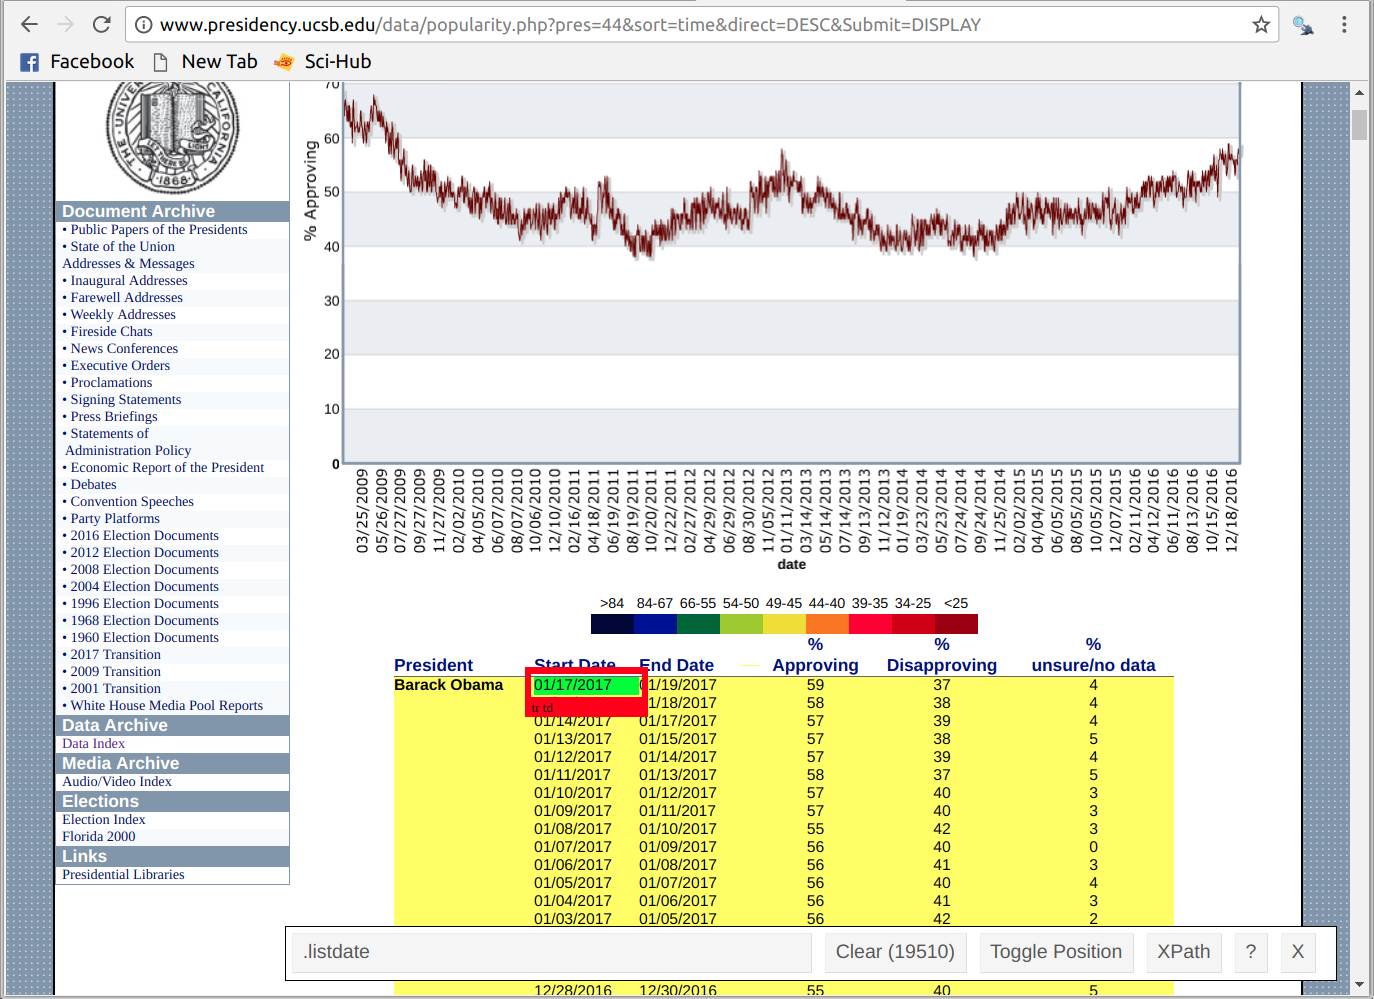 www.presidency.ucsb.edu/data/popularity.php?pres=44&sort=time&direct=DESC&Submit=DISPLAY
Facebook New Tab Sci-Hub
THE UNIVER CALIFORNIA
LET THERE BE LIGHT
·1868·
Document Archive
• Public Papers of the Presidents
• State of the Union
Addresses & Messages
• Inaugural Addresses
• Farewell Addresses
• Weekly Addresses
• Fireside Chats
• News Conferences
• Executive Orders
• Proclamations
• Signing Statements
• Press Briefings
• Statements of
Administration Policy
• Economic Report of the President
• Debates
• Convention Speeches
• Party Platforms
• 2016 Election Documents
• 2012 Election Documents
• 2008 Election Documents
• 2004 Election Documents
• 1996 Election Documents
• 1968 Election Documents
• 1960 Election Documents
• 2017 Transition
• 2009 Transition
• 2001 Transition
• White House Media Pool Reports
Data Archive
Data Index
Media Archive
Audio/Video Index
Elections
Election Index
Florida 2000
Links
Presidential Libraries
% Approving
70
60
50
40
30
20
10
0
03/25/2009
05/26/2009
07/27/2009
09/27/2009
11/27/2009
02/02/2010
04/05/2010
06/07/2010
08/07/2010
10/06/2010
12/10/2010
02/16/2011
04/18/2011
06/19/2011
08/19/2011
10/20/2011
12/22/2011
02/27/2012
04/29/2012
06/29/2012
08/30/2012
11/05/2012
01/11/2013
03/14/2013
05/14/2013
07/14/2013
09/13/2013
11/12/2013
01/19/2014
03/23/2014
05/23/2014
07/24/2014
09/24/2014
11/25/2014
02/02/2015
04/04/2015
06/05/2015
08/05/2015
10/05/2015
12/07/2015
02/11/2016
04/12/2016
06/11/2016
08/13/2016
10/15/2016
12/18/2016
date
>84 84-67 66-55 54-50 49-45 44-40 39-35 34-25 <25
% % %
President Start Date End Date Approving Disapproving unsure/no data
Barack Obama 01/17/2017 01/19/2017 59 37 4
tr td 01/18/2017 58 38 4
01/14/2017 01/17/2017 57 39 4
01/13/2017 01/15/2017 57 38 5
01/12/2017 01/14/2017 57 39 4
01/11/2017 01/13/2017 58 37 5
01/10/2017 01/12/2017 57 40 3
01/09/2017 01/11/2017 57 40 3
01/08/2017 01/10/2017 55 42 3
01/07/2017 01/09/2017 56 40 0
01/06/2017 01/08/2017 56 41 3
01/05/2017 01/07/2017 56 40 4
01/04/2017 01/06/2017 56 41 3
01/03/2017 01/05/2017 56 42 2
.listdate Clear (19510) Toggle Position XPath ? X
12/28/2016 12/30/2016 55 40 5